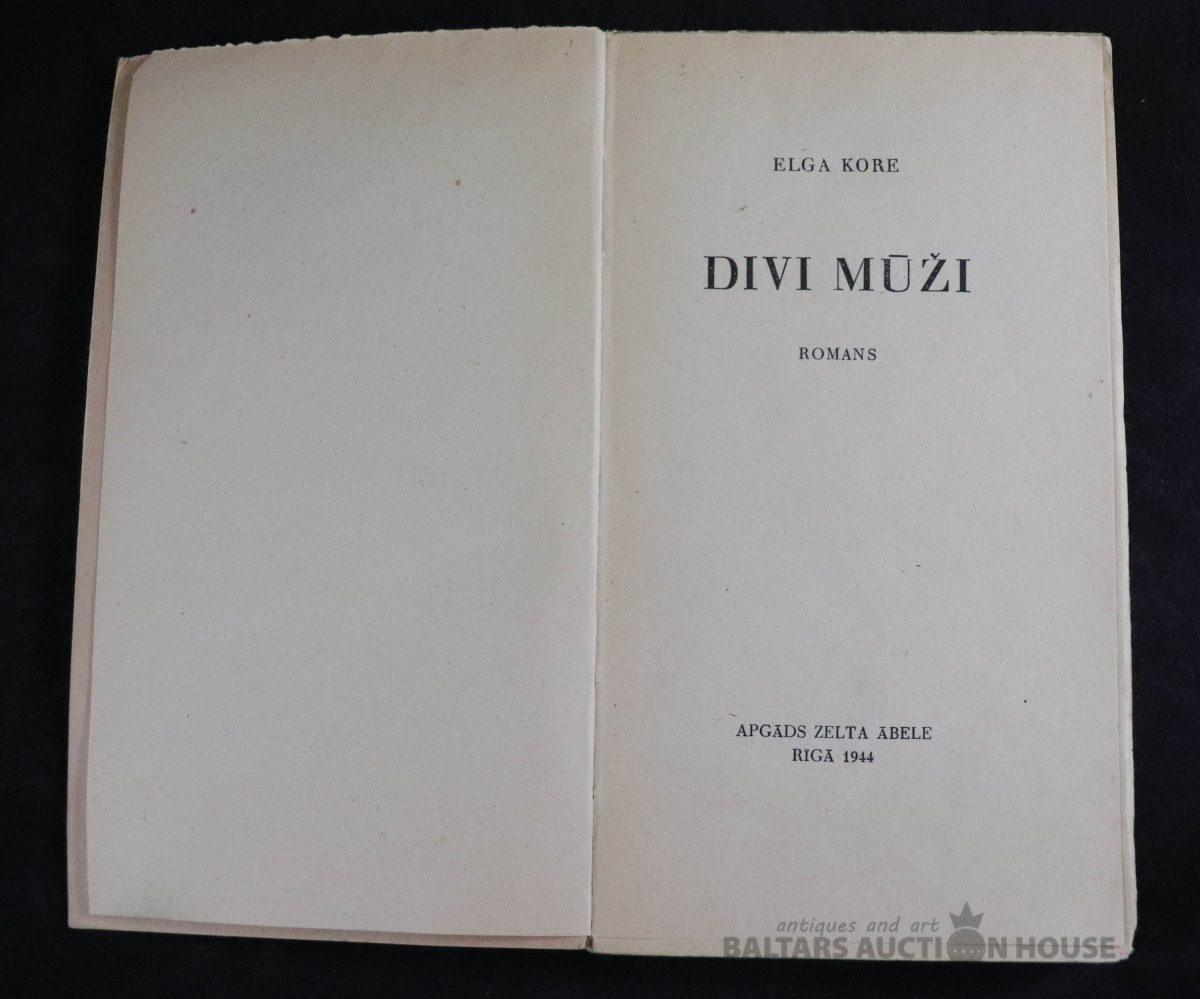 ELGA KORE
DIVI MŪŽI
ROMANS
APGĀDS ZELTA ĀBELE
RĪGĀ 1944
antiques and art
BALTARS AUCTION HOUSE